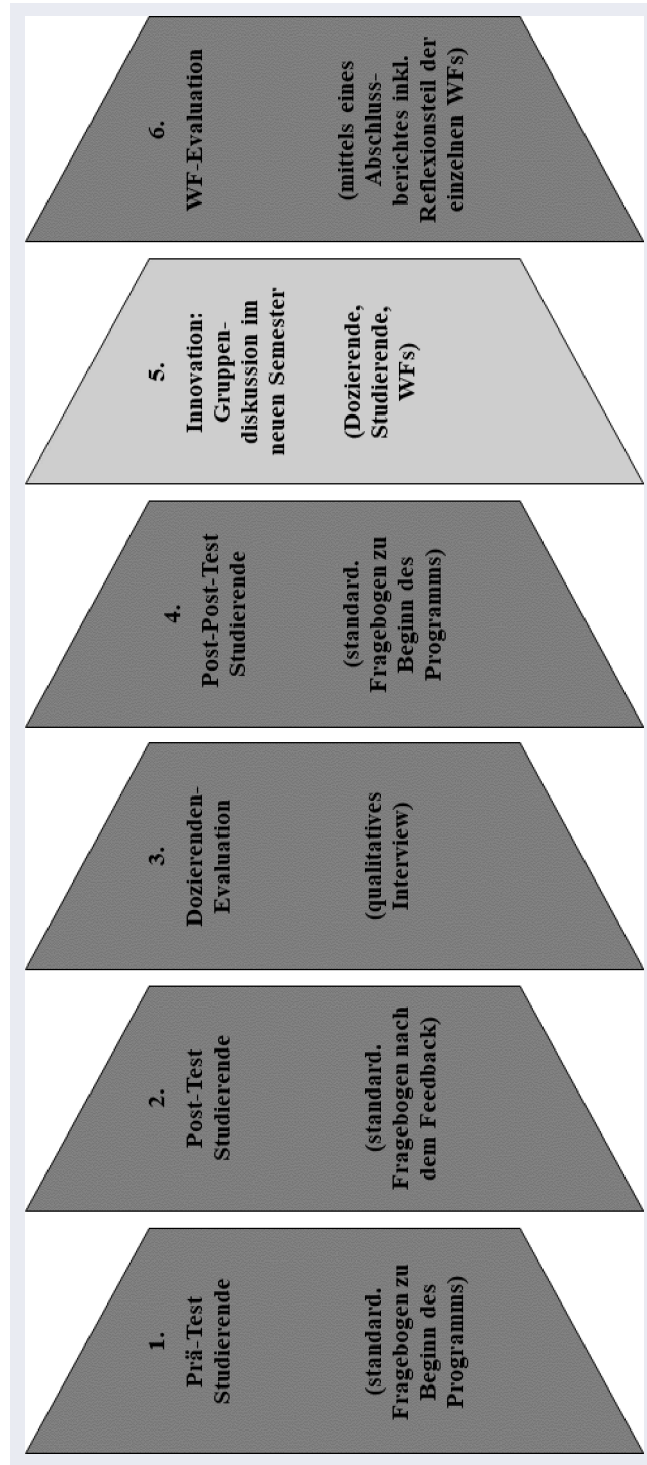 1.
Prä-Test
Studierende
(standard.
Fragebogen zu
Beginn des
Programms)
2.
Post-Test
Studierende
(standard.
Fragebogen nach
dem Feedback)
3.
Dozierenden-
Evaluation
(qualitatives
Interview)
4.
Post-Post-Test
Studierende
(standard.
Fragebogen zu
Beginn des
Programms)
5.
Innovation:
Gruppen-
diskussion im
neuen Semester
(Dozierende,
Studierende,
WFs)
6.
WF-Evaluation
(mittels eines
Abschluss-
berichtes inkl.
Reflexionsteil der
einzelnen WFs)